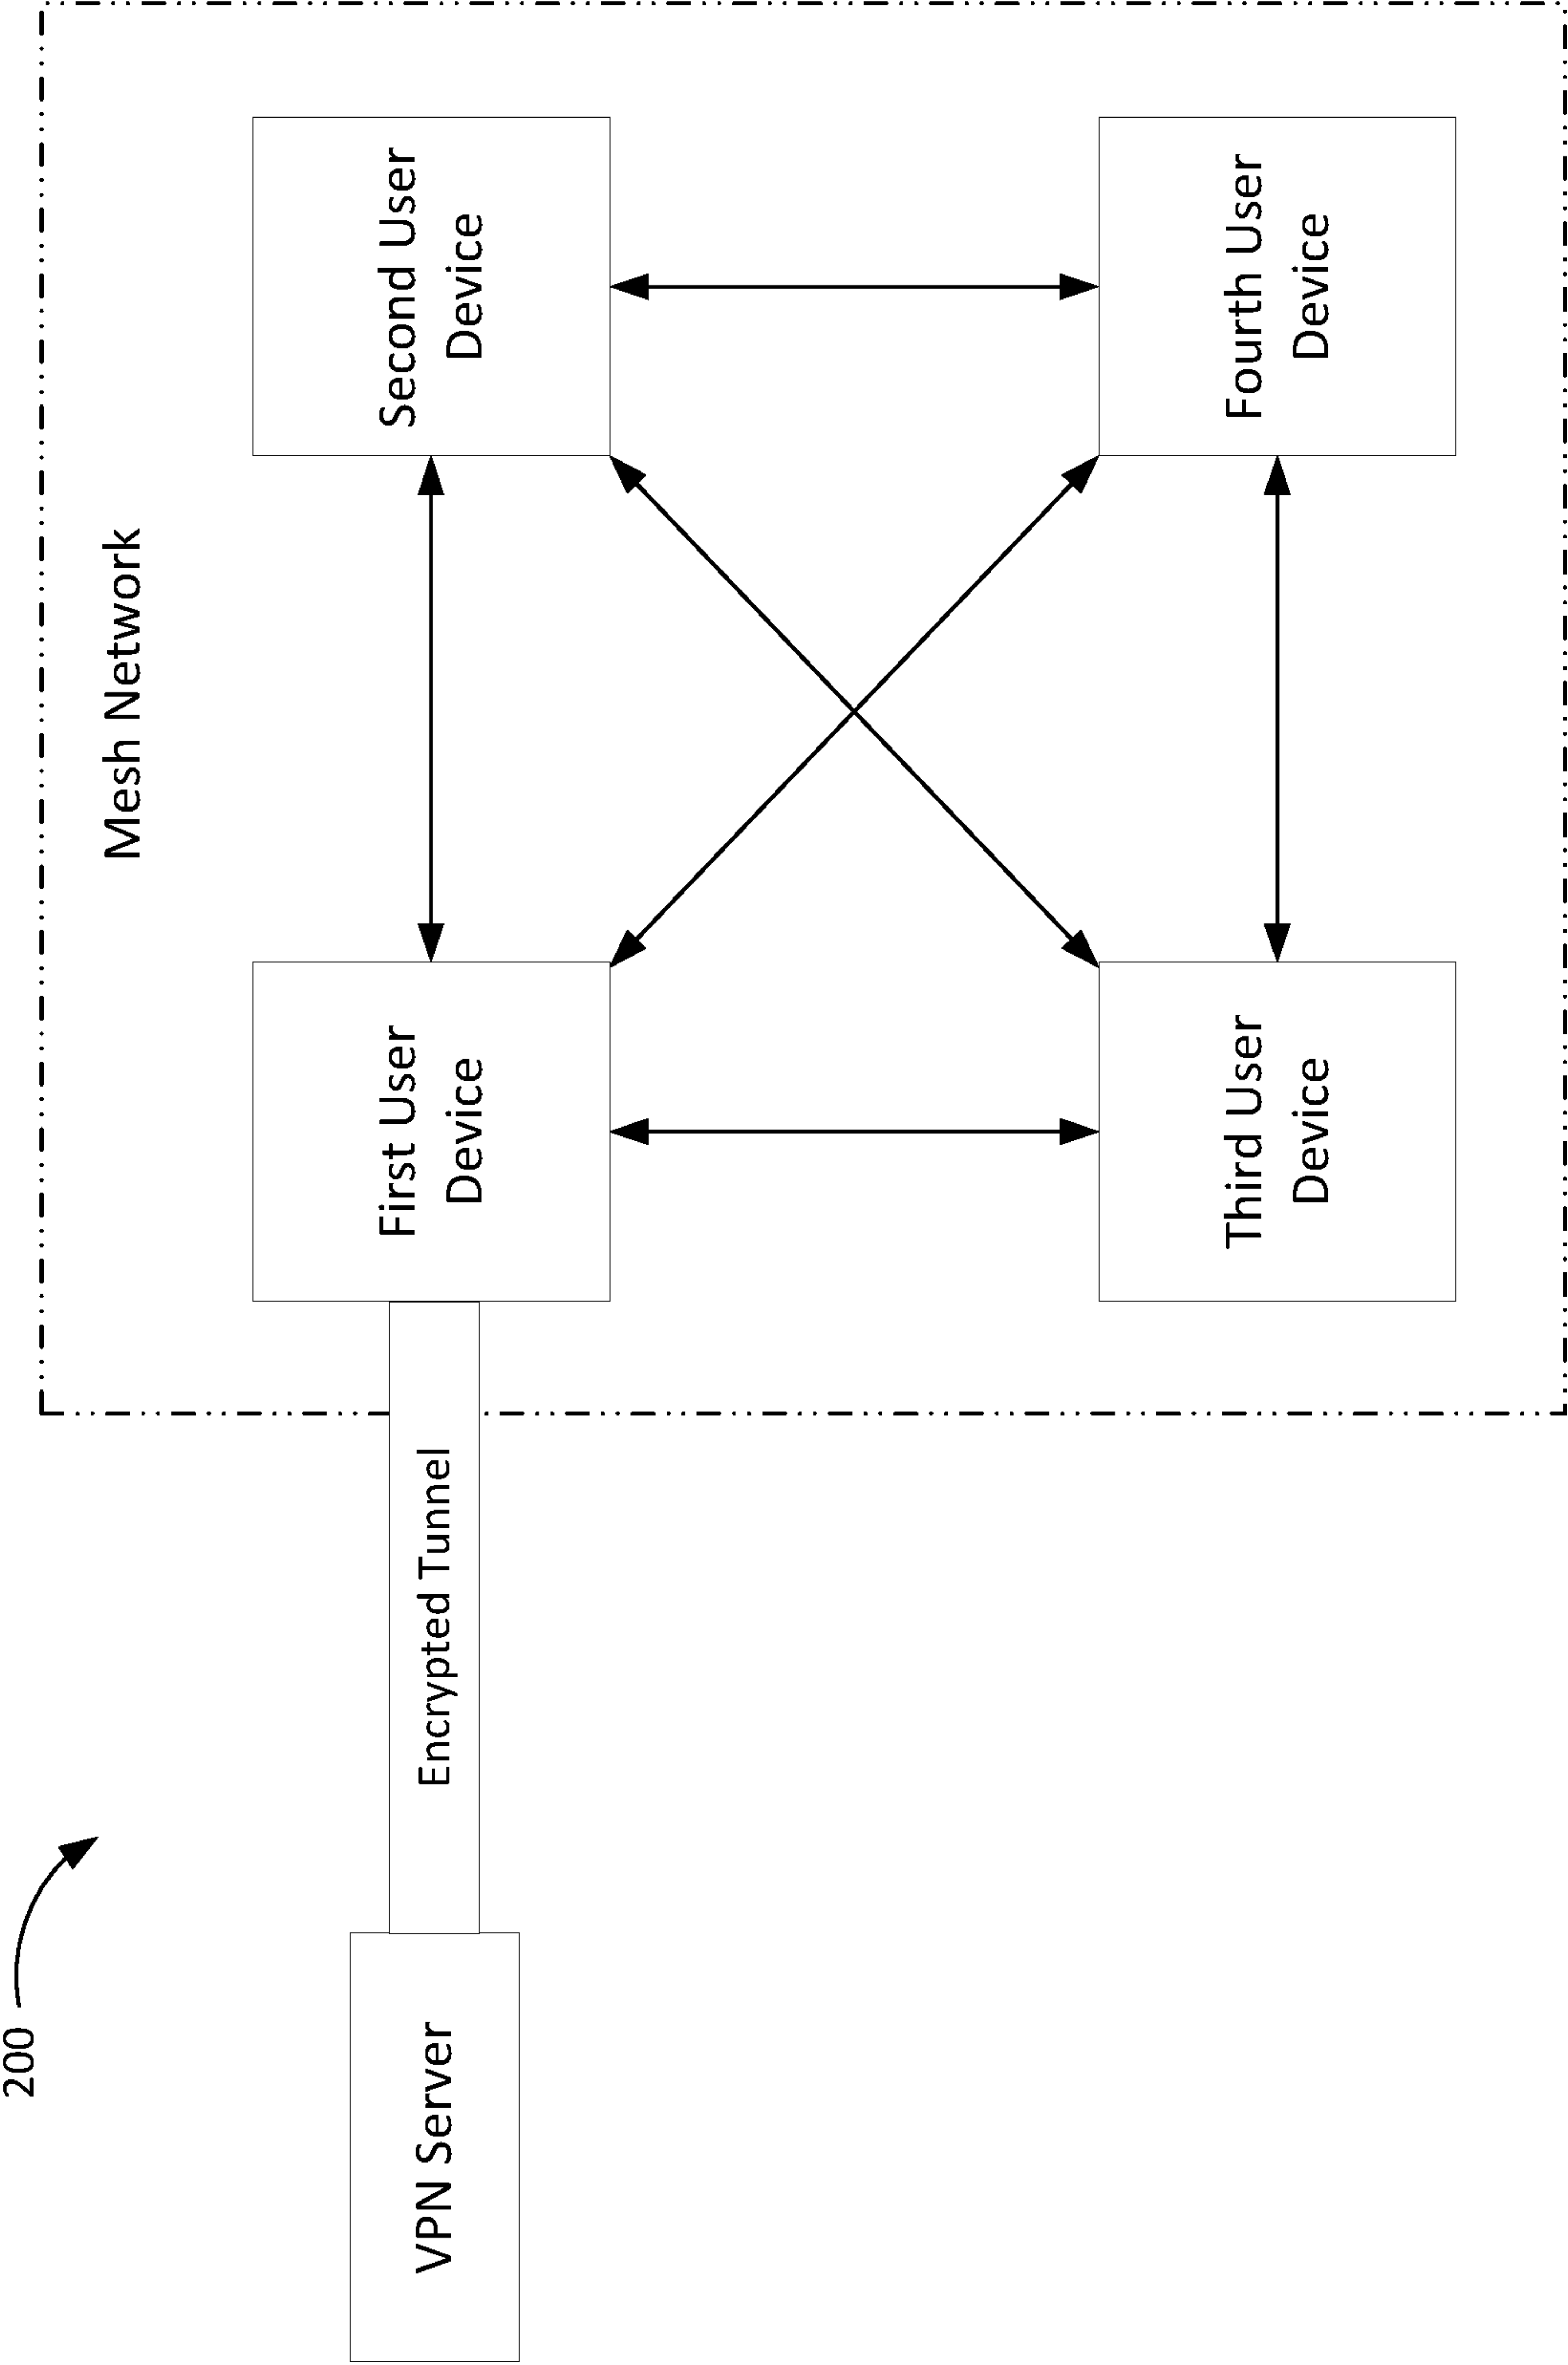 200
Mesh Network
VPN Server
Encrypted Tunnel
First User
Device
Second User
Device
Third User
Device
Fourth User
Device